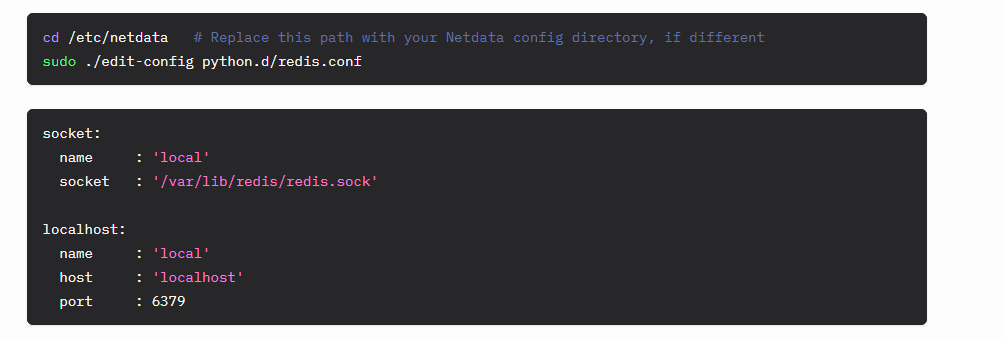 cd /etc/netdata   # Replace this path with your Netdata config directory, if different
sudo ./edit-config python.d/redis.conf
socket:
  name     : 'local'
  socket   : '/var/lib/redis/redis.sock'
localhost:
  name     : 'local'
  host     : 'localhost'
  port     : 6379